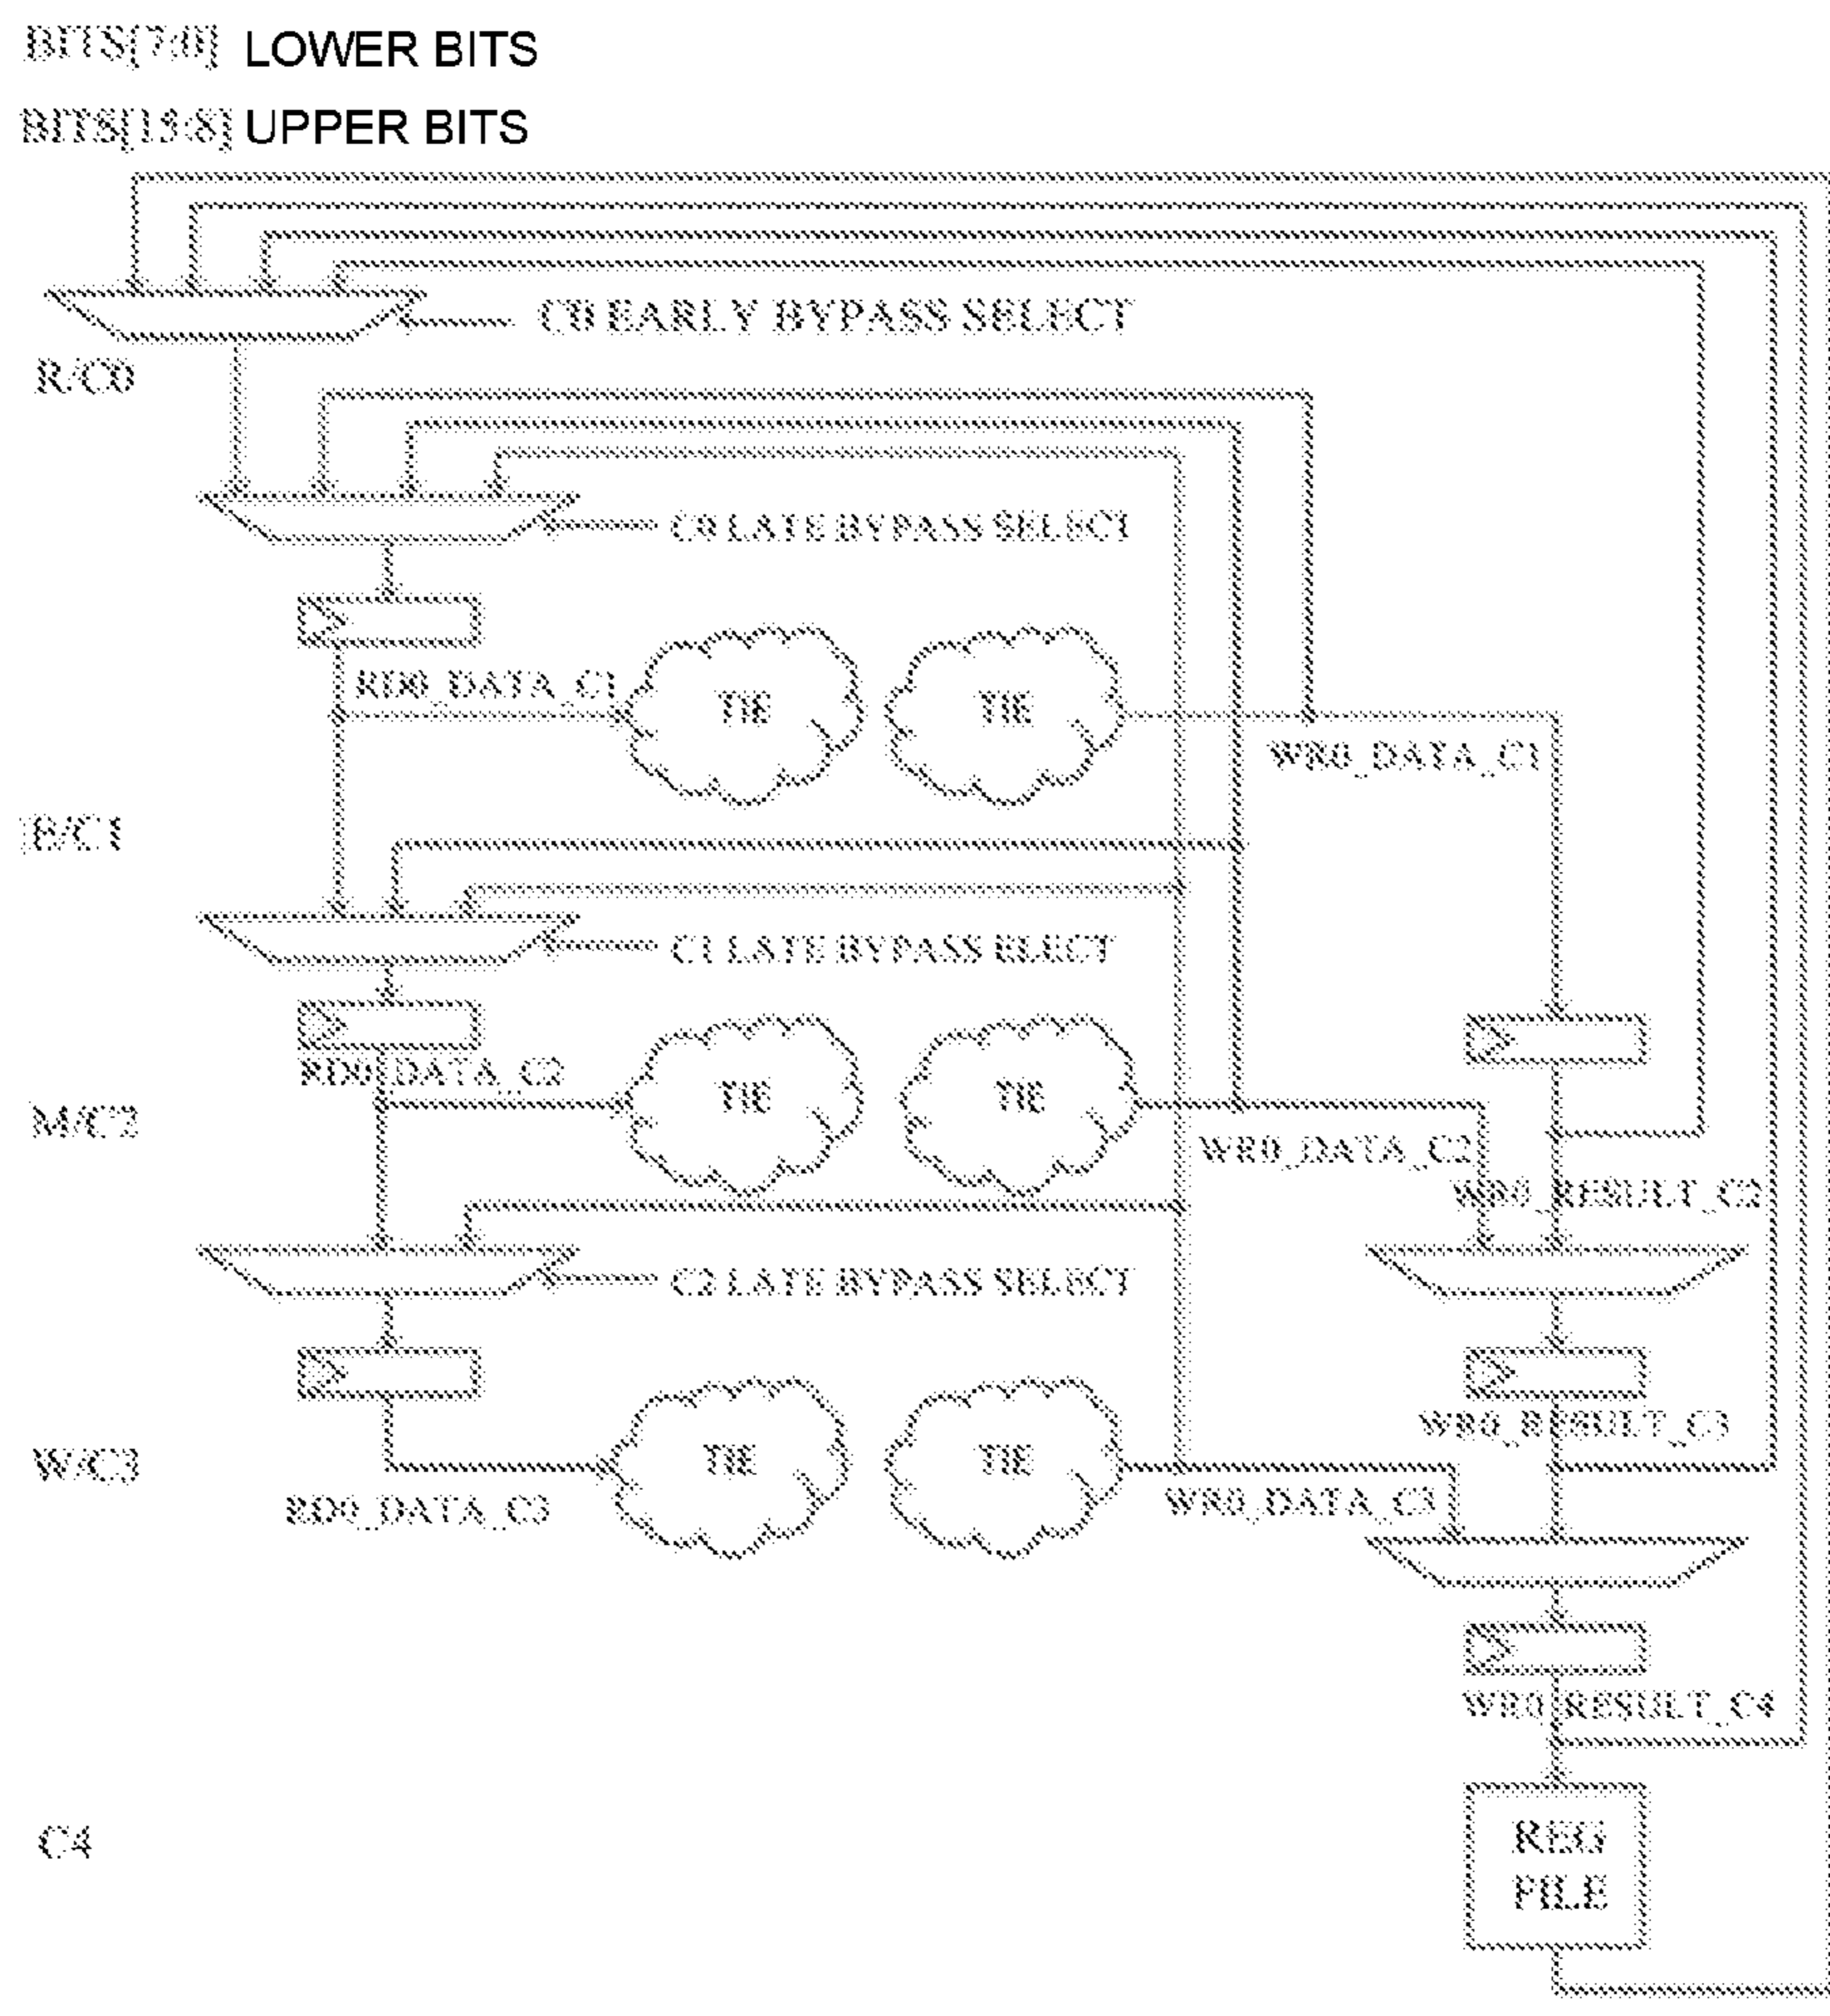 BITS[7:0] LOWER BITS
BITS[15:8] UPPER BITS
C0 EARLY BYPASS SELECT
R/C0
C0 LATE BYPASS SELECT
RD0_DATA_C1
TIE
TIE
WR0_DATA_C1
E/C1
C1 LATE BYPASS ELECT
RD0_DATA_C2
TIE
TIE
M/C2
WR0_DATA_C2
WR0_RESULT_C2
C2 LATE BYPASS SELECT
WR0_RESULT_C3
TIE
TIE
W/C3
RD0_DATA_C3
WR0_DATA_C3
WR0_RESULT_C4
C4
REG
FILE